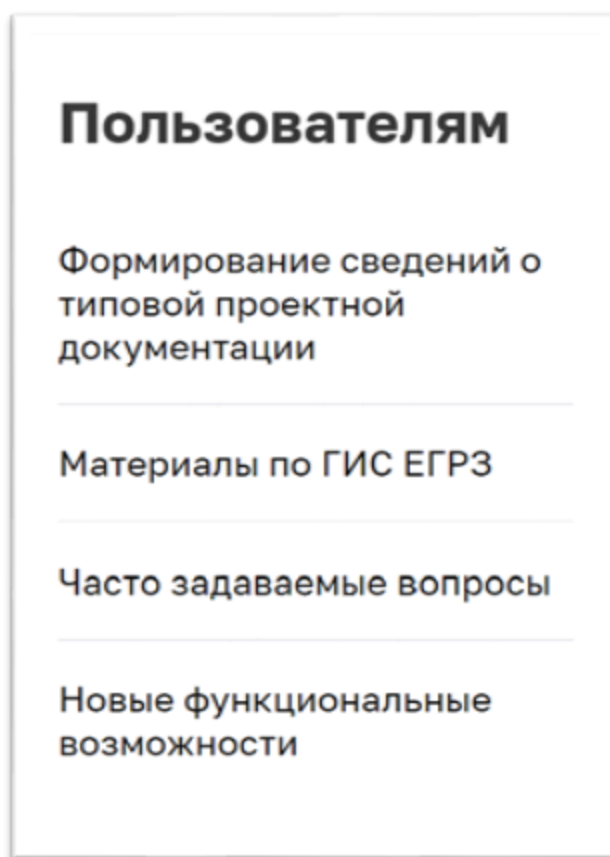 Пользователям
Формирование сведений о
типовой проектной
документации
Материалы по ГИС ЕГРЗ
Часто задаваемые вопросы
Новые функциональные
возможности